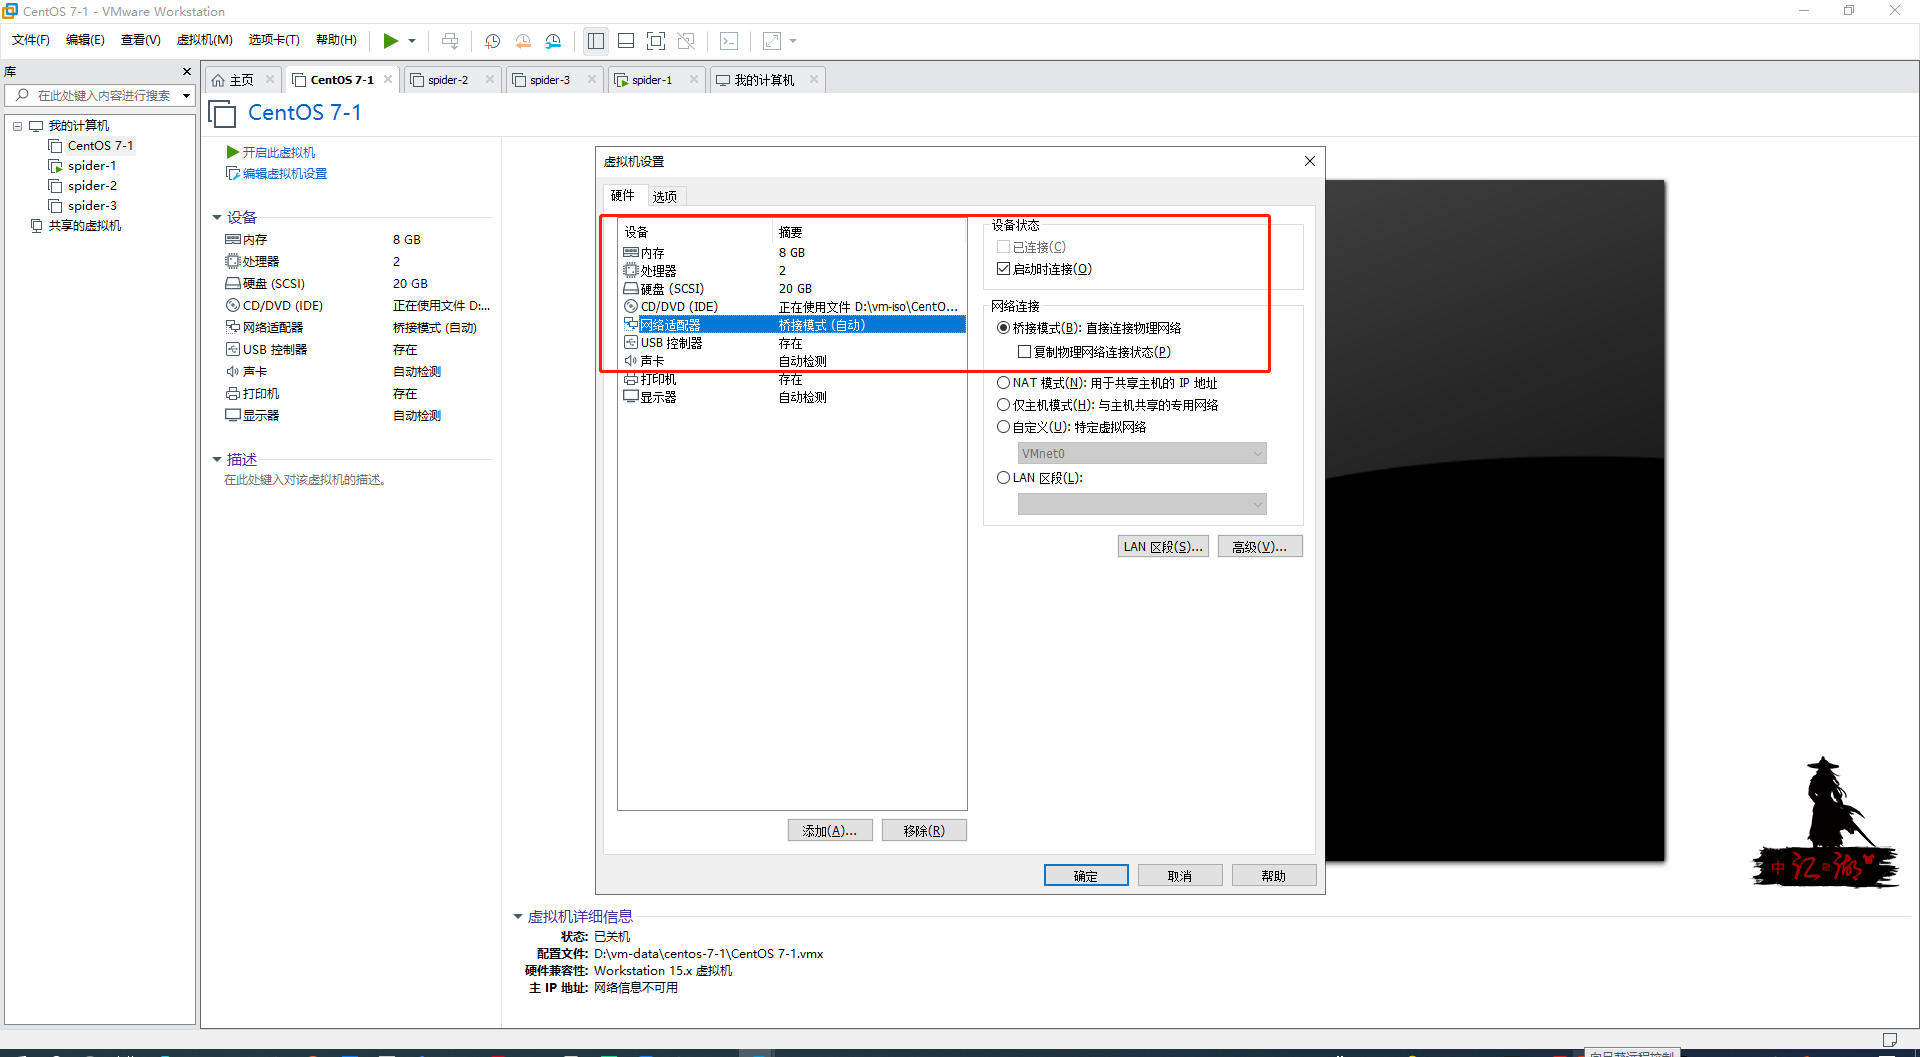 CentOS 7-1 - VMware Workstation
文件(F) 编辑(E) 查看(V) 虚拟机(M) 选项卡(T) 帮助(H)
库
在此处键入内容进行搜索
我的计算机
CentOS 7-1
spider-1
spider-2
spider-3
共享的虚拟机
主页 CentOS 7-1 spider-2 spider-3 spider-1 我的计算机
CentOS 7-1
开启此虚拟机
编辑虚拟机设置
设备
内存 8 GB
处理器 2
硬盘 (SCSI) 20 GB
CD/DVD (IDE) 正在使用文件 D:...
网络适配器 桥接模式 (自动)
USB 控制器 存在
声卡 自动检测
打印机 存在
显示器 自动检测
描述
在此处键入对该虚拟机的描述。
虚拟机设置
硬件 选项
设备 摘要
内存 8 GB
处理器 2
硬盘 (SCSI) 20 GB
CD/DVD (IDE) 正在使用文件 D:\vm-iso\CentO...
网络适配器 桥接模式 (自动)
USB 控制器 存在
声卡 自动检测
打印机 存在
显示器 自动检测
添加(A)... 移除(R)
设备状态
已连接(C)
启动时连接(O)
网络连接
桥接模式(B): 直接连接物理网络
复制物理网络连接状态(P)
NAT 模式(N): 用于共享主机的 IP 地址
仅主机模式(H): 与主机共享的专用网络
自定义(U): 特定虚拟网络
VMnet0
LAN 区段(L):
LAN 区段(S)... 高级(V)...
确定 取消 帮助
虚拟机详细信息
状态: 已关机
配置文件: D:\vm-data\centos-7-1\CentOS 7-1.vmx
硬件兼容性: Workstation 15.x 虚拟机
主 IP 地址: 网络信息不可用